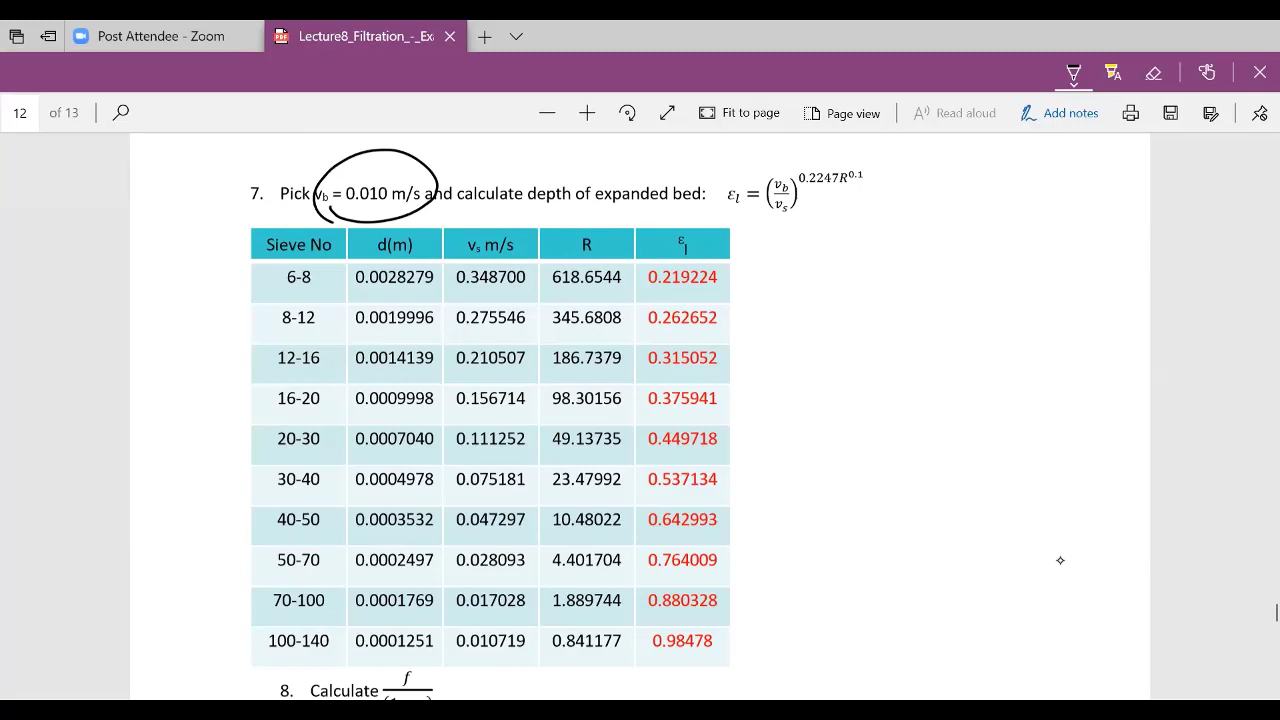 Post Attendee - Zoom
Lecture8_Filtration_-_Ex
12 of 13
Fit to page
Page view
Read aloud
Add notes
7. Pick v_b = 0.010 m/s and calculate depth of expanded bed: ε_l = (v_b/v_s)^{0.2247R^{0.1}}
Sieve No d(m) v_s m/s R ε_l
6-8 0.0028279 0.348700 618.6544 0.219224
8-12 0.0019996 0.275546 345.6808 0.262652
12-16 0.0014139 0.210507 186.7379 0.315052
16-20 0.0009998 0.156714 98.30156 0.375941
20-30 0.0007040 0.111252 49.13735 0.449718
30-40 0.0004978 0.075181 23.47992 0.537134
40-50 0.0003532 0.047297 10.48022 0.642993
50-70 0.0002497 0.028093 4.401704 0.764009
70-100 0.0001769 0.017028 1.889744 0.880328
100-140 0.0001251 0.010719 0.841177 0.98478
8. Calculate f